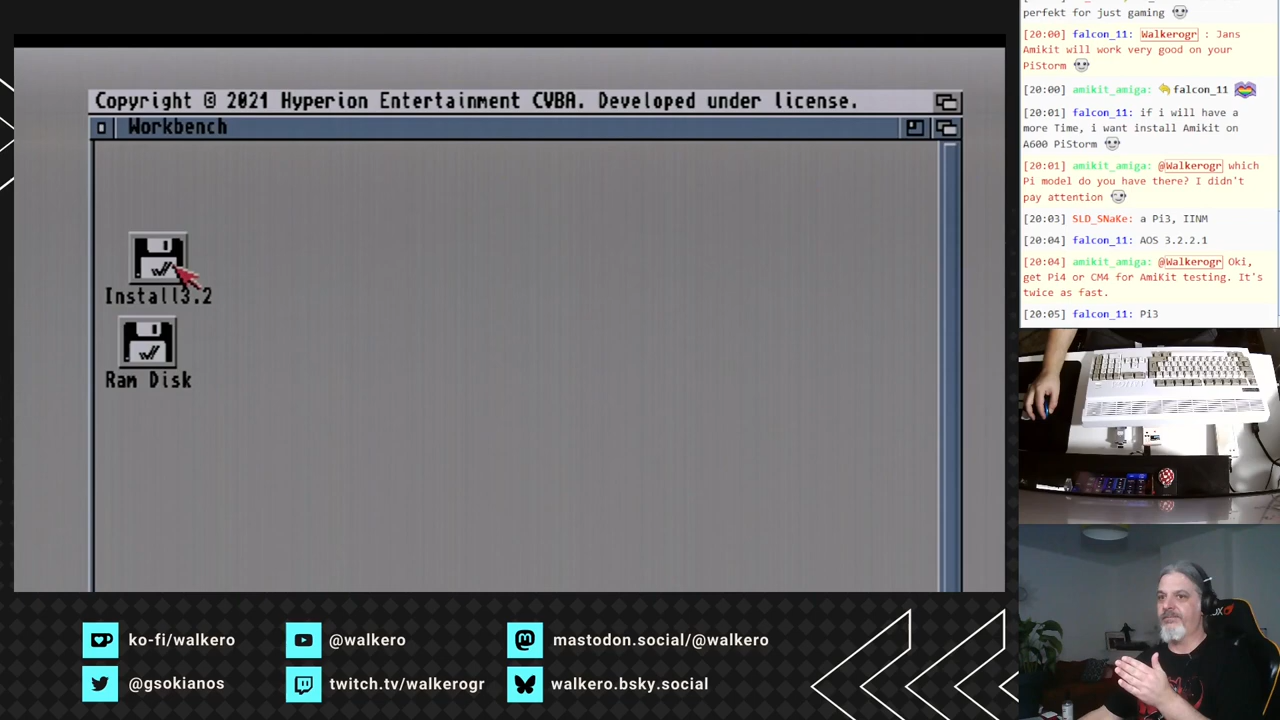 Copyright © 2021 Hyperion Entertainment CVBA. Developed under license.
Workbench
Install3.2
Ram Disk
perfekt for just gaming
[20:00] falcon_11: Walkerogr : Jans
Amikit will work very good on your
PiStorm
[20:00] amikit_amiga: falcon_11
[20:01] falcon_11: if i will have a
more Time, i want install Amikit on
A600 PiStorm
[20:01] amikit_amiga: @Walkerogr which
Pi model do you have there? I didn't
pay attention
[20:03] SLD_SNaKe: a Pi3, IINM
[20:04] falcon_11: AOS 3.2.2.1
[20:04] amikit_amiga: @Walkerogr Oki,
get Pi4 or CM4 for AmiKit testing. It's
twice as fast.
[20:05] falcon_11: Pi3
ko-fi/walkero
@walkero
mastodon.social/@walkero
@gsokianos
twitch.tv/walkerogr
walkero.bsky.social